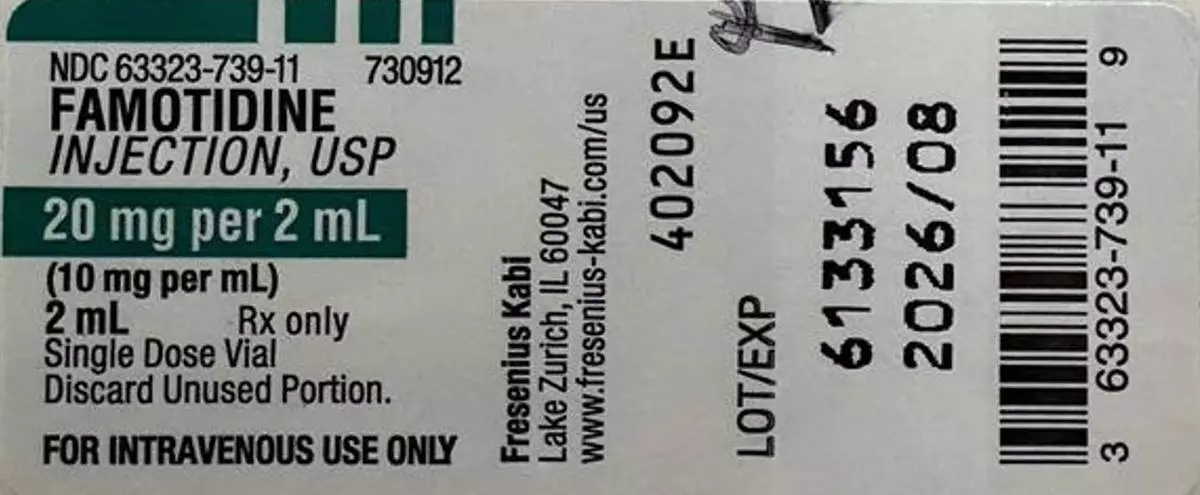 NDC 63323-739-11 730912
FAMOTIDINE
INJECTION, USP
20 mg per 2 mL
(10 mg per mL)
2 mL Rx only
Single Dose Vial
Discard Unused Portion.
FOR INTRAVENOUS USE ONLY
Fresenius Kabi
Lake Zurich, IL 60047
www.fresenius-kabi.com/us
402092E
LOT/EXP
6133156
2026/08
3 63323-739-11 9